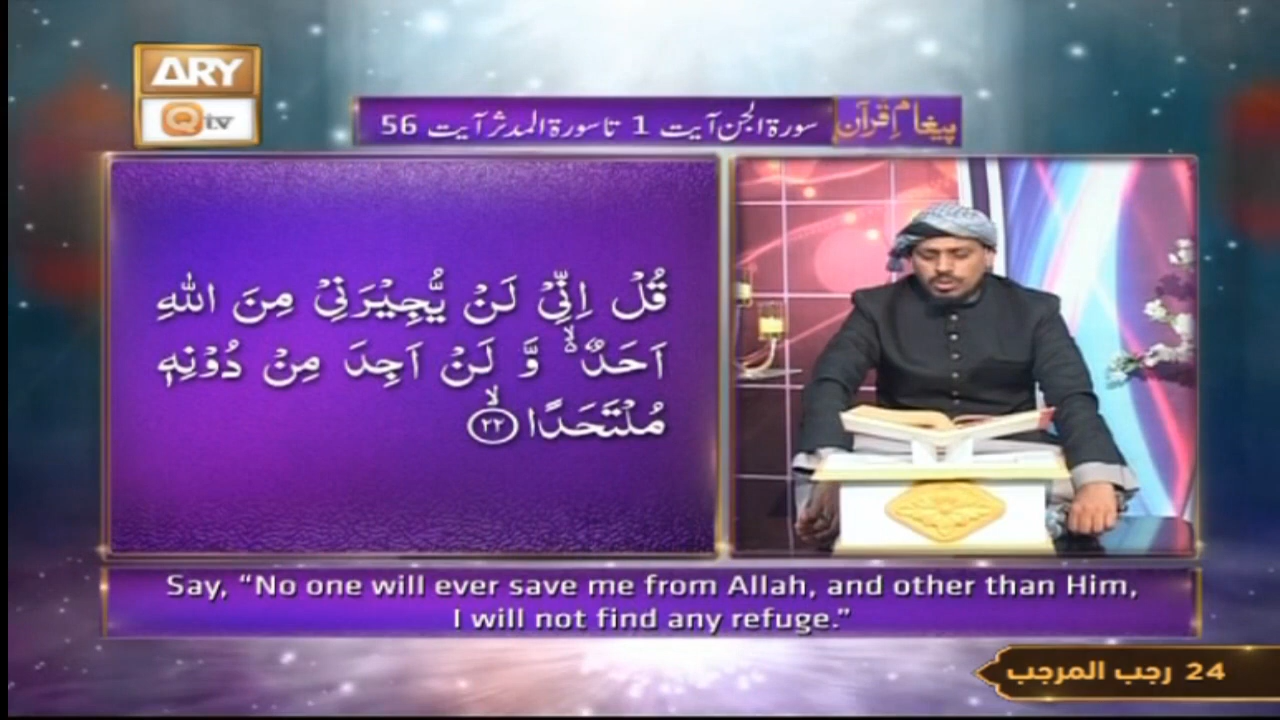 ARY
Qtv
پیغامِ قرآن
سورۃ الجن آیت 1 تا سورۃ المدثر آیت 56
قُلۡ اِنِّیۡ لَنۡ یُّجِیۡرَنِیۡ مِنَ اللّٰہِ
اَحَدٌ ۬ۙ وَّ لَنۡ اَجِدَ مِنۡ دُوۡنِہٖ
مُلۡتَحَدًا ﴿ۙ۲۲﴾
Say, “No one will ever save me from Allah, and other than Him,
I will not find any refuge.”
24 رجب المرجب